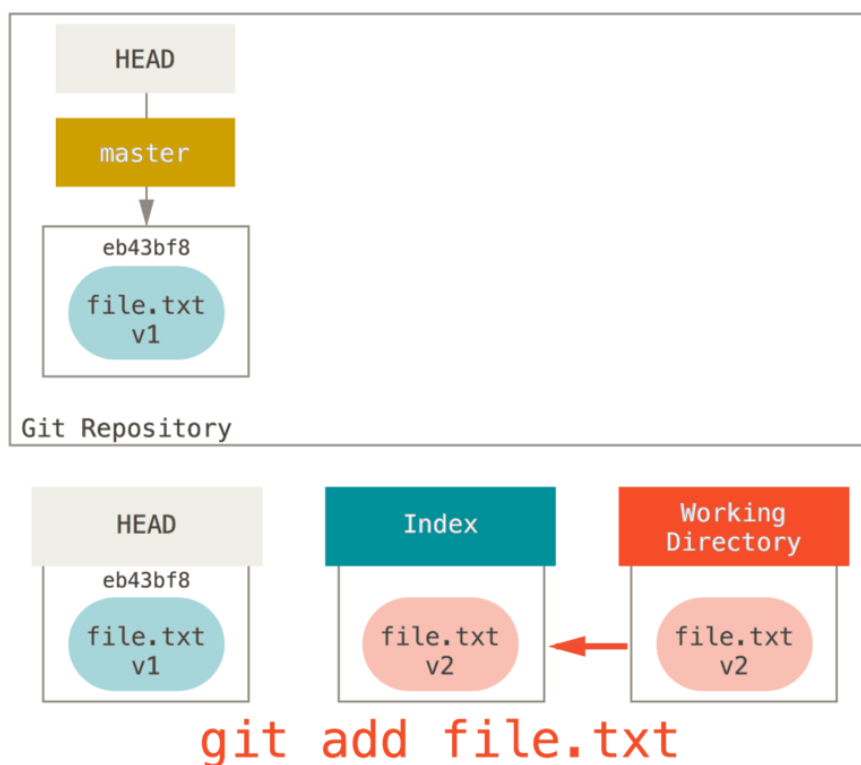 HEAD
master
eb43bf8
file.txt
v1
Git Repository
HEAD
eb43bf8
file.txt
v1
Index
file.txt
v2
Working
Directory
file.txt
v2
git add file.txt